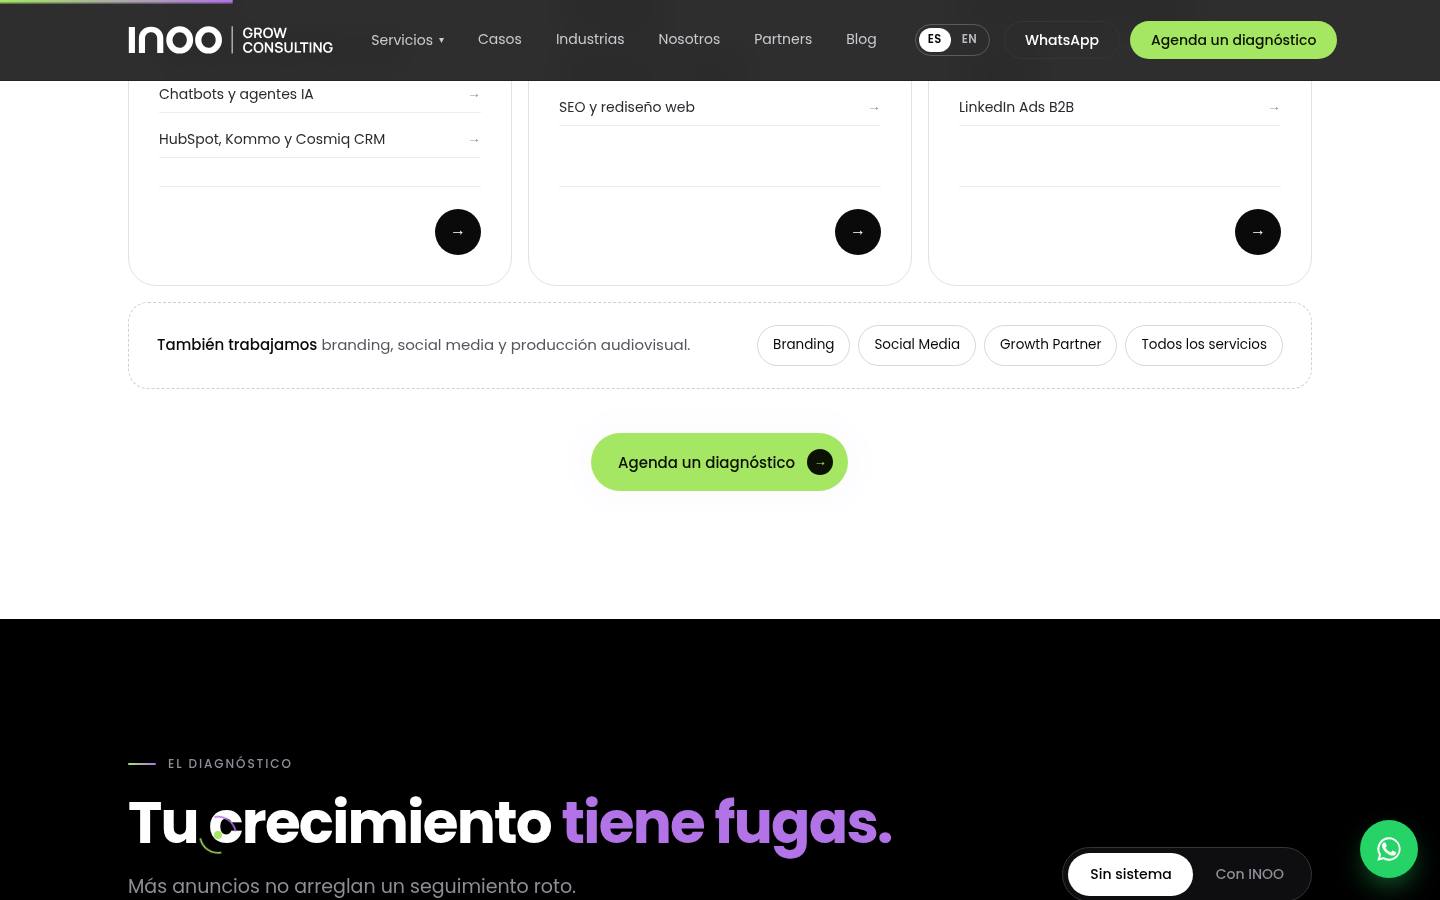 INOO | GROW CONSULTING
Servicios ▾ Casos Industrias Nosotros Partners Blog ES EN WhatsApp Agenda un diagnóstico
Chatbots y agentes IA →
HubSpot, Kommo y Cosmiq CRM →
→
SEO y rediseño web →
→
LinkedIn Ads B2B →
→
También trabajamos branding, social media y producción audiovisual.
Branding Social Media Growth Partner Todos los servicios
Agenda un diagnóstico →
EL DIAGNÓSTICO
Tu crecimiento tiene fugas.
Más anuncios no arreglan un seguimiento roto.
Sin sistema Con INOO